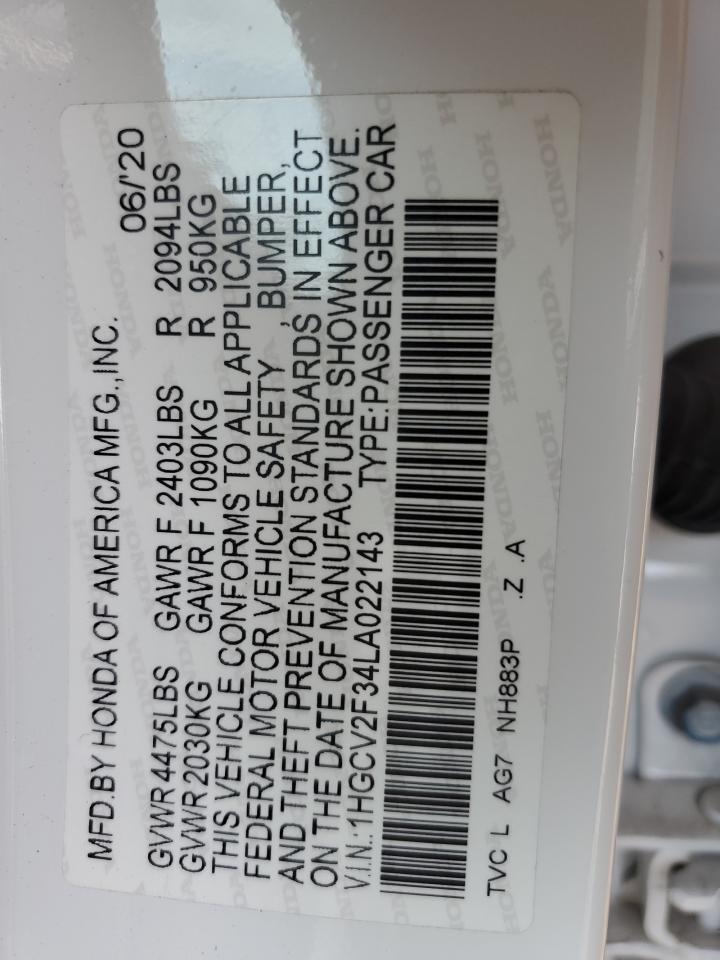 MFD.BY HONDA OF AMERICA MFG.,INC. 06/'20
GVWR 4475LBS GAWR F 2403LBS R 2094LBS
GVWR 2030KG GAWR F 1090KG R 950KG
THIS VEHICLE CONFORMS TO ALL APPLICABLE
FEDERAL MOTOR VEHICLE SAFETY , BUMPER,
AND THEFT PREVENTION STANDARDS IN EFFECT
ON THE DATE OF MANUFACTURE SHOWN ABOVE.
V.I.N.:1HGCV2F34LA022143 TYPE:PASSENGER CAR
TVC L AG7 NH883P .Z .A